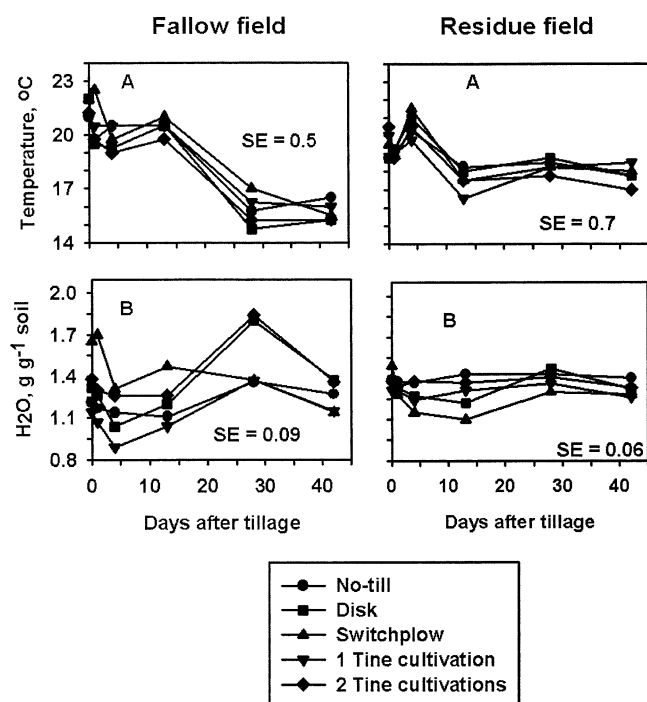 Fallow field
Residue field
Temperature, ºC
23
20
17
14
A
SE = 0.5
A
SE = 0.7
H2O, g g⁻¹ soil
2.0
1.7
1.4
1.1
0.8
B
SE = 0.09
B
SE = 0.06
0 10 20 30 40
0 10 20 30 40
Days after tillage
Days after tillage
No-till
Disk
Switchplow
1 Tine cultivation
2 Tine cultivations